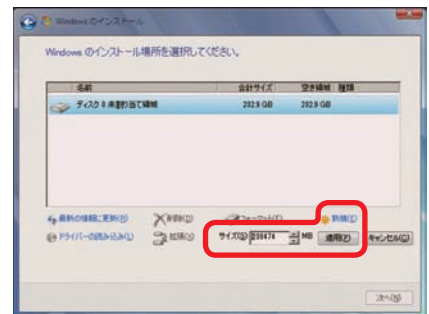 Windows のインストール
Windows のインストール場所を選択してください。
名前 合計サイズ 空き領域 種類
ディスク 0 未割り当て領域 232.9 GB 232.9 GB
最新の情報に更新(R) 削除(D) フォーマット(F) 新規(E)
ドライバーの読み込み(L) 拡張(X) サイズ(S) 238474 MB 適用(P) キャンセル(C)
次へ(N)